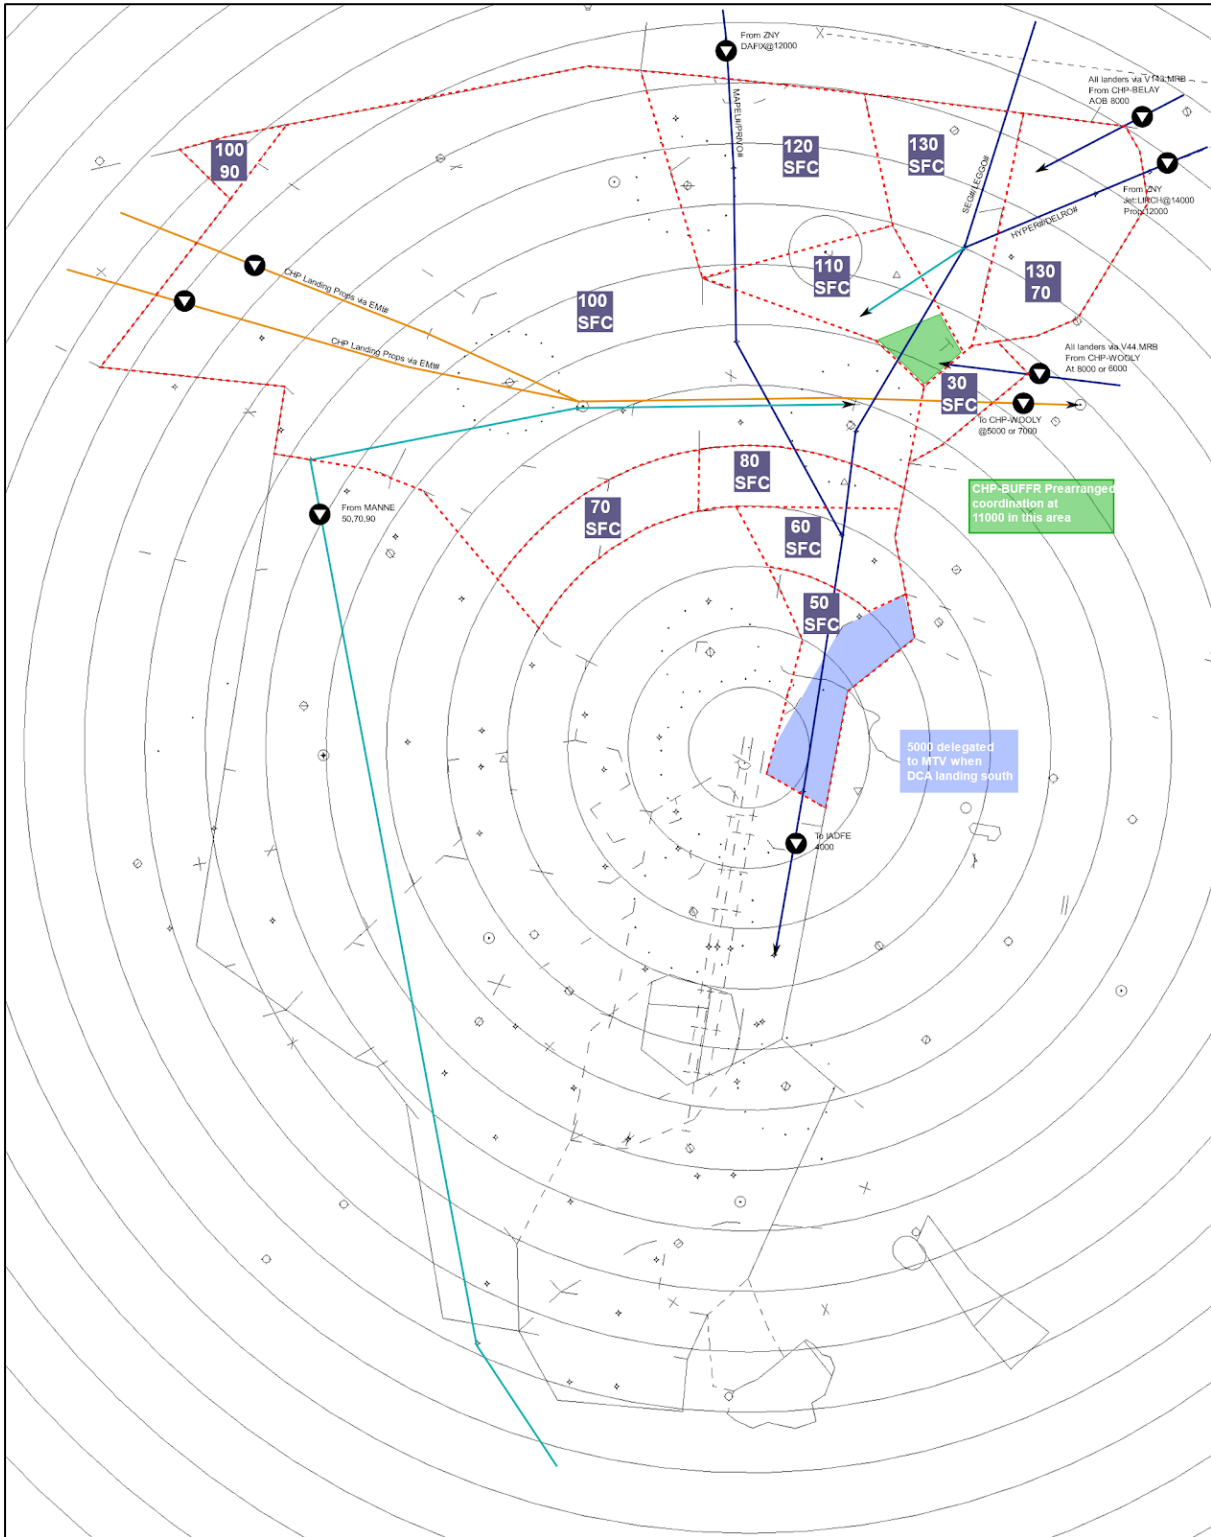 From ZNY
DAFIX@12000
All landers via V143.MRB
From CHP-BELAY
AOB 8000
MAPEL#/PRIVO#
120
SFC
130
SFC
100
90
SEG#/LEGGO#
From ZNY
Jet:LIRCH@14000
Prop:12000
HYPER#/DELRO#
CHP Landing Props via EMI#
110
SFC
130
70
100
SFC
CHP Landing Props via EMI#
All landers via V44.MRB
From CHP-WOOLY
At 8000 or 6000
30
SFC
To CHP-WOOLY
@5000 or 7000
80
SFC
CHP-BUFFR Prearranged
coordination at
11000 in this area
From MANNE
50,70,90
70
SFC
60
SFC
50
SFC
5000 delegated
to MTV when
DCA landing south
To IADFE
4000